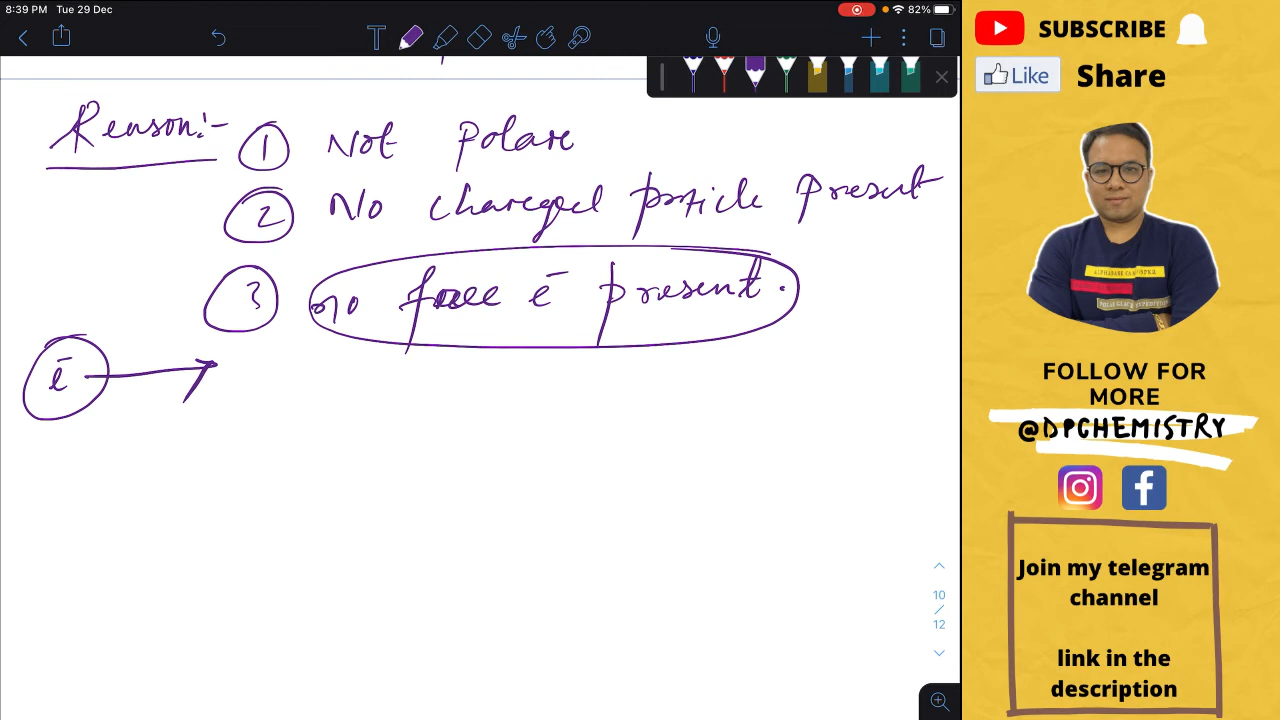 8:39 PM Tue 29 Dec
82%
Reason:-
① Not Polar
② No charged prticle present
③ no free ē present.
ē →
10
/
12
SUBSCRIBE
Like Share
FOLLOW FOR
MORE
@DPCHEMISTRY
Join my telegram
channel
link in the
description